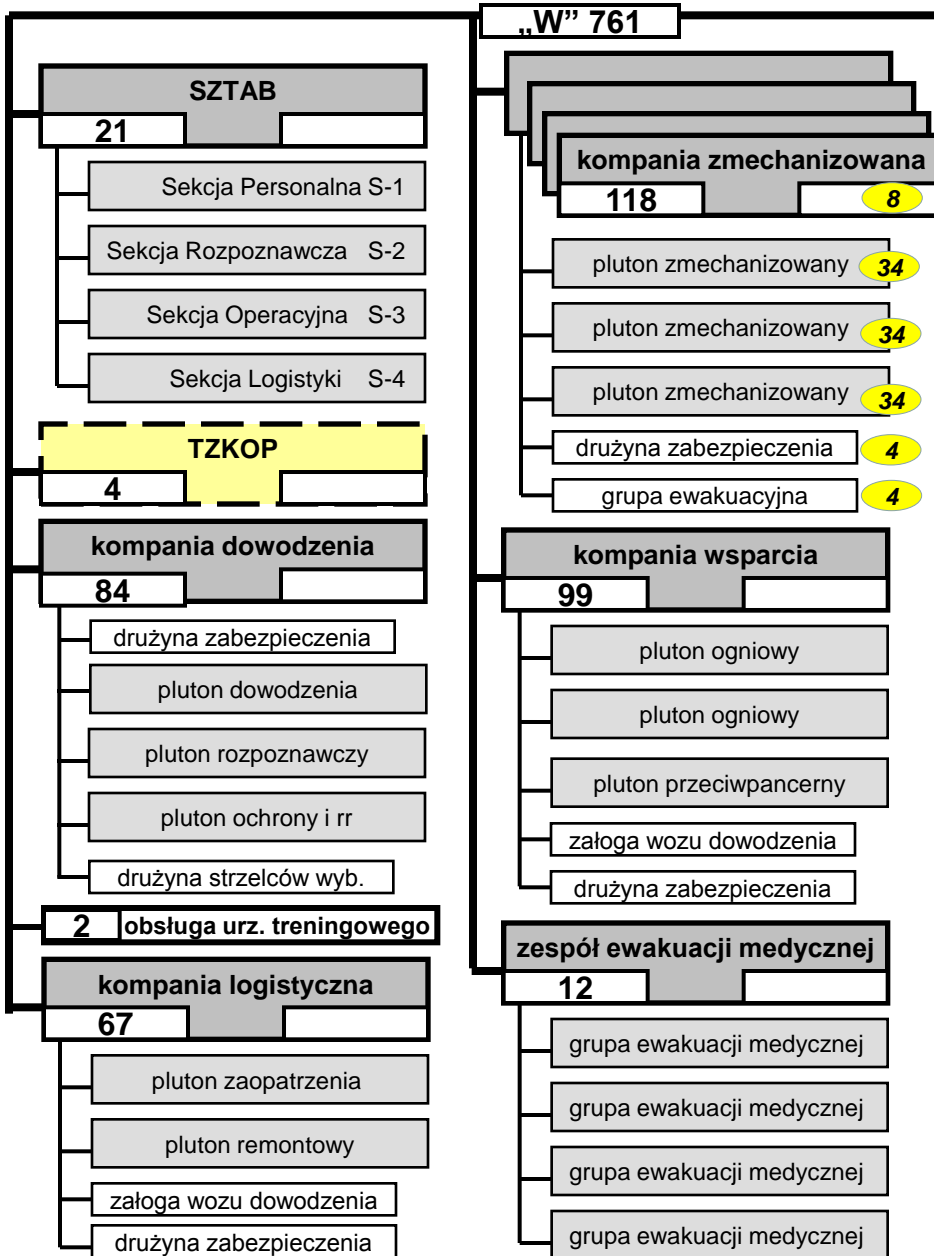 „W” 761
SZTAB
21
Sekcja Personalna S-1
Sekcja Rozpoznawcza S-2
Sekcja Operacyjna S-3
Sekcja Logistyki S-4
TZKOP
4
kompania dowodzenia
84
drużyna zabezpieczenia
pluton dowodzenia
pluton rozpoznawczy
pluton ochrony i rr
drużyna strzelców wyb.
2 obsługa urz. treningowego
kompania logistyczna
67
pluton zaopatrzenia
pluton remontowy
załoga wozu dowodzenia
drużyna zabezpieczenia
kompania zmechanizowana
118 8
pluton zmechanizowany 34
pluton zmechanizowany 34
pluton zmechanizowany 34
drużyna zabezpieczenia 4
grupa ewakuacyjna 4
kompania wsparcia
99
pluton ogniowy
pluton ogniowy
pluton przeciwpancerny
załoga wozu dowodzenia
drużyna zabezpieczenia
zespół ewakuacji medycznej
12
grupa ewakuacji medycznej
grupa ewakuacji medycznej
grupa ewakuacji medycznej
grupa ewakuacji medycznej